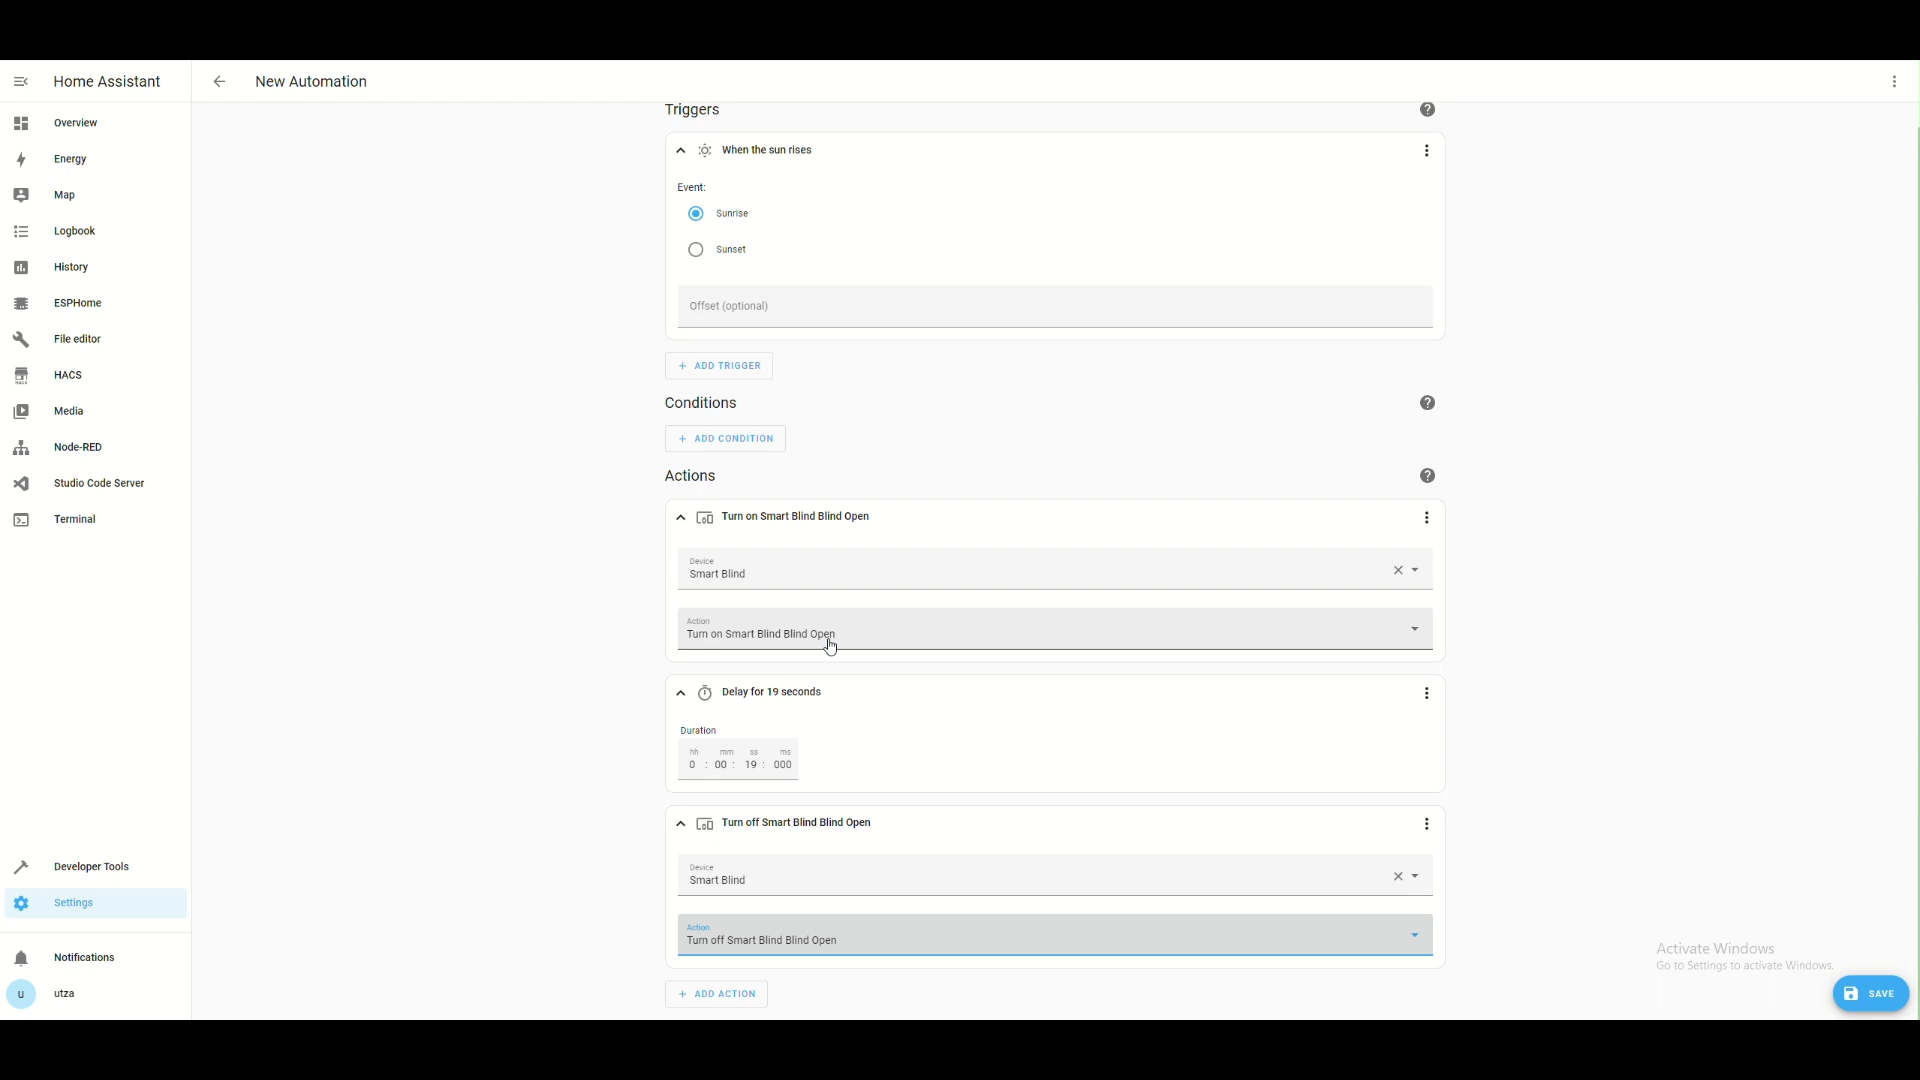 Home Assistant
New Automation
Overview
Energy
Map
Logbook
History
ESPHome
File editor
HACS
Media
Node-RED
Studio Code Server
Terminal
Developer Tools
Settings
Notifications
u utza
Triggers
When the sun rises
Event:
Sunrise
Sunset
Offset (optional)
+ ADD TRIGGER
Conditions
+ ADD CONDITION
Actions
Turn on Smart Blind Blind Open
Device
Smart Blind
Action
Turn on Smart Blind Blind Open
Delay for 19 seconds
Duration
hh mm ss ms
0 : 00 : 19 : 000
Turn off Smart Blind Blind Open
Device
Smart Blind
Action
Turn off Smart Blind Blind Open
+ ADD ACTION
Activate Windows
Go to Settings to activate Windows.
SAVE